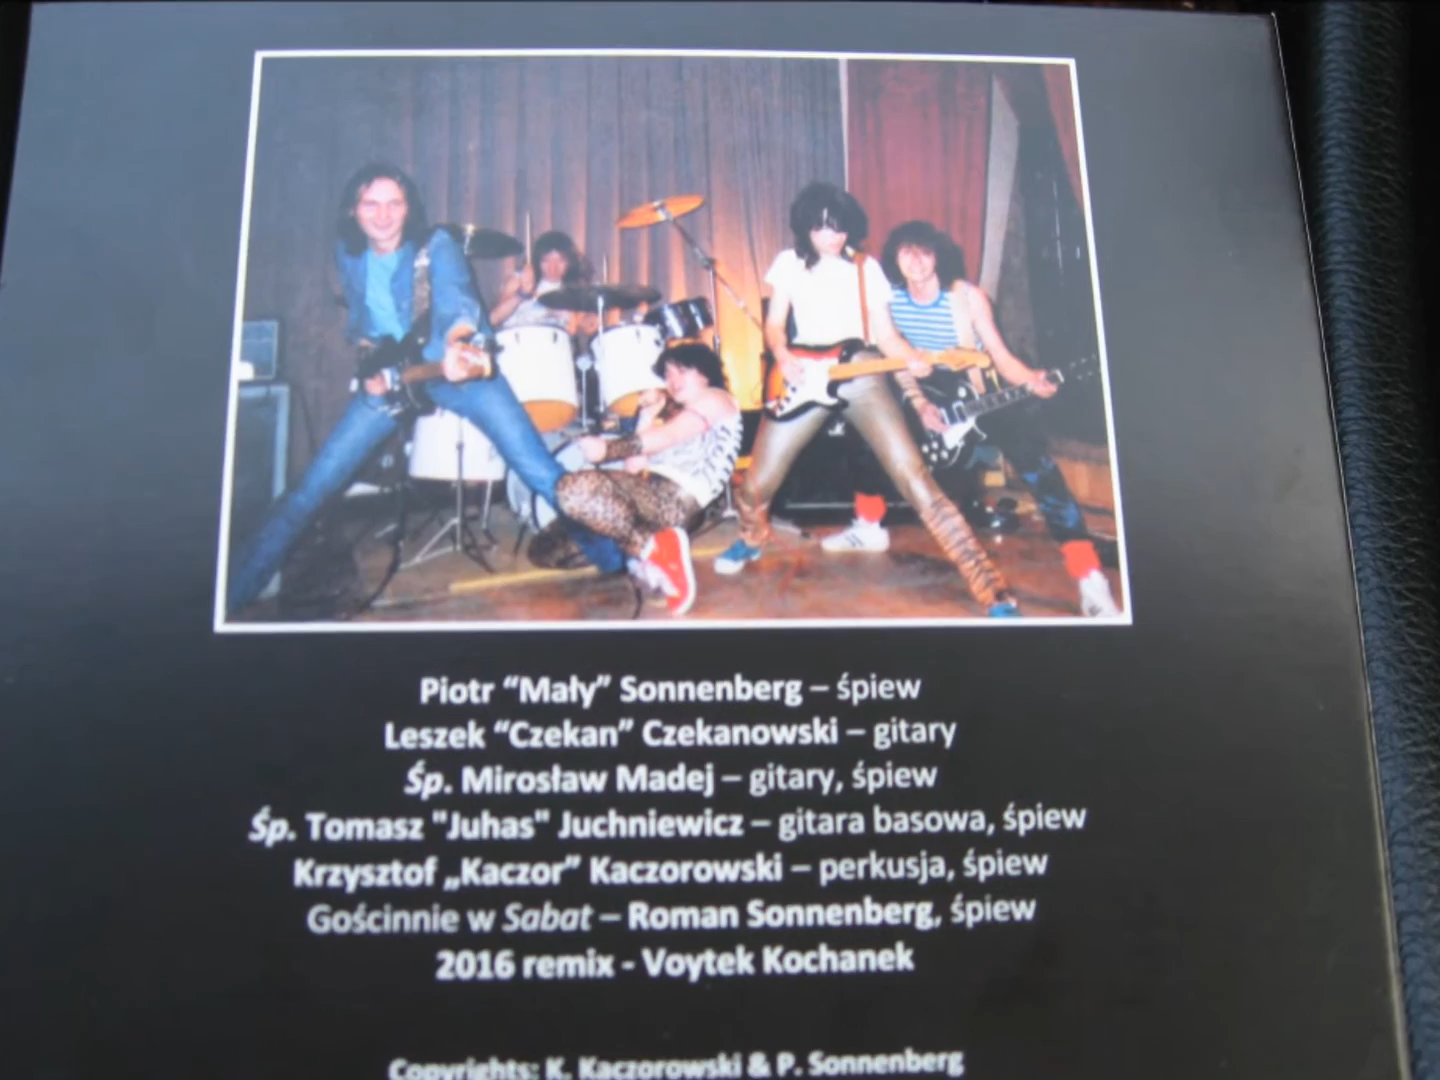 Piotr “Mały” Sonnenberg – śpiew
Leszek “Czekan” Czekanowski – gitary
Śp. Mirosław Madej – gitary, śpiew
Śp. Tomasz "Juhas" Juchniewicz – gitara basowa, śpiew
Krzysztof „Kaczor” Kaczorowski – perkusja, śpiew
Gościnnie w Sabat – Roman Sonnenberg, śpiew
2016 remix - Voytek Kochanek
Copyrights: K. Kaczorowski & P. Sonnenberg